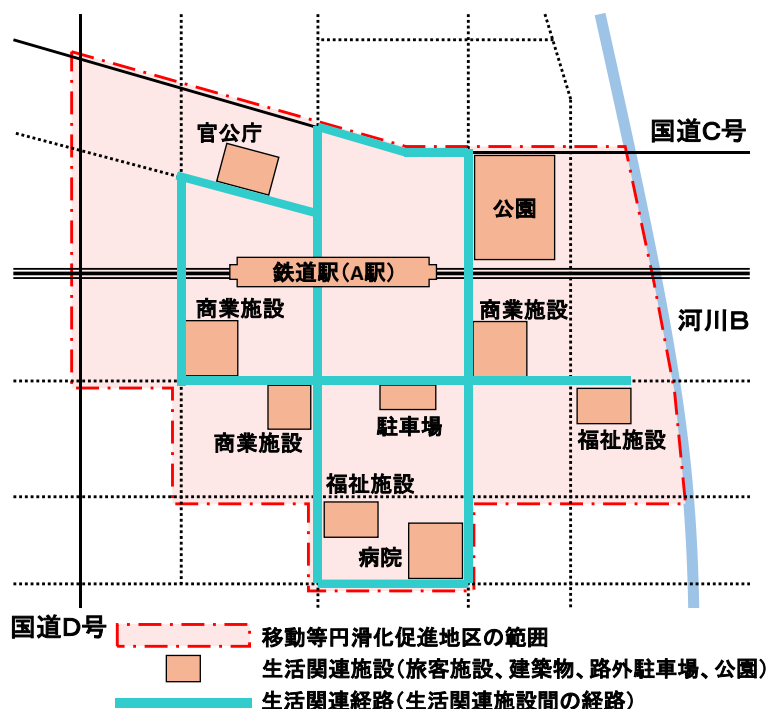 国道C号
官公庁
公園
鉄道駅(A駅)
商業施設
商業施設
河川B
商業施設
駐車場
福祉施設
福祉施設
病院
国道D号
移動等円滑化促進地区の範囲
生活関連施設(旅客施設、建築物、路外駐車場、公園)
生活関連経路(生活関連施設間の経路)